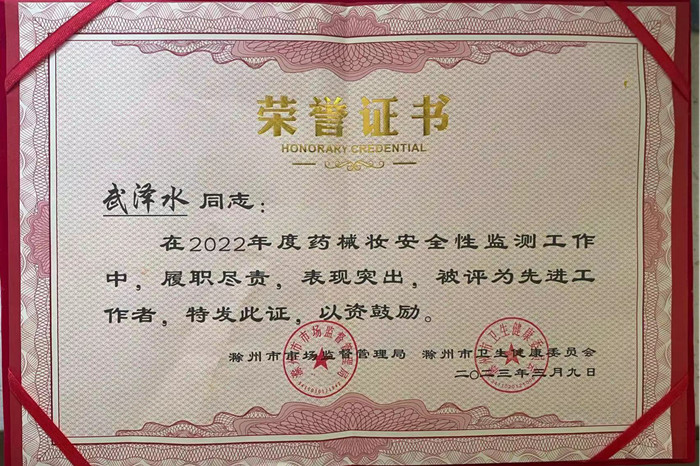 荣誉证书
HONORARY CREDENTIAL
武泽水 同志：
在2022年度药械妆安全性监测工作
中，履职尽责，表现突出，被评为先进工
作者，特发此证，以资鼓励。
滁州市市场监督管理局 滁州市卫生健康委员会
二〇二三年三月九日